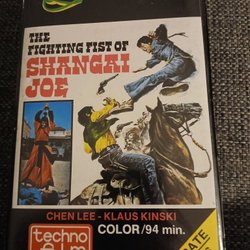 THE
FIGHTING FIST OF
SHANGAI
JOE
CHEN LEE - KLAUS KINSKI
COLOR/94 min.
techno
film